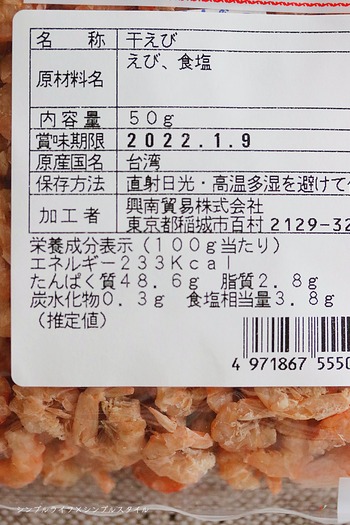 名称 干えび
原材料名 えび、食塩
内容量 50g
賞味期限 2022.1.9
原産国名 台湾
保存方法 直射日光・高温多湿を避けて
加工者 興南貿易株式会社
東京都稲城市百村2129-32
栄養成分表示(100g当たり)
エネルギー233Kcal
たんぱく質48.6g 脂質2.8g
炭水化物0.3g 食塩相当量3.8g
(推定値)
4 971867 5550
シンプルライフ×シンプルスタイル